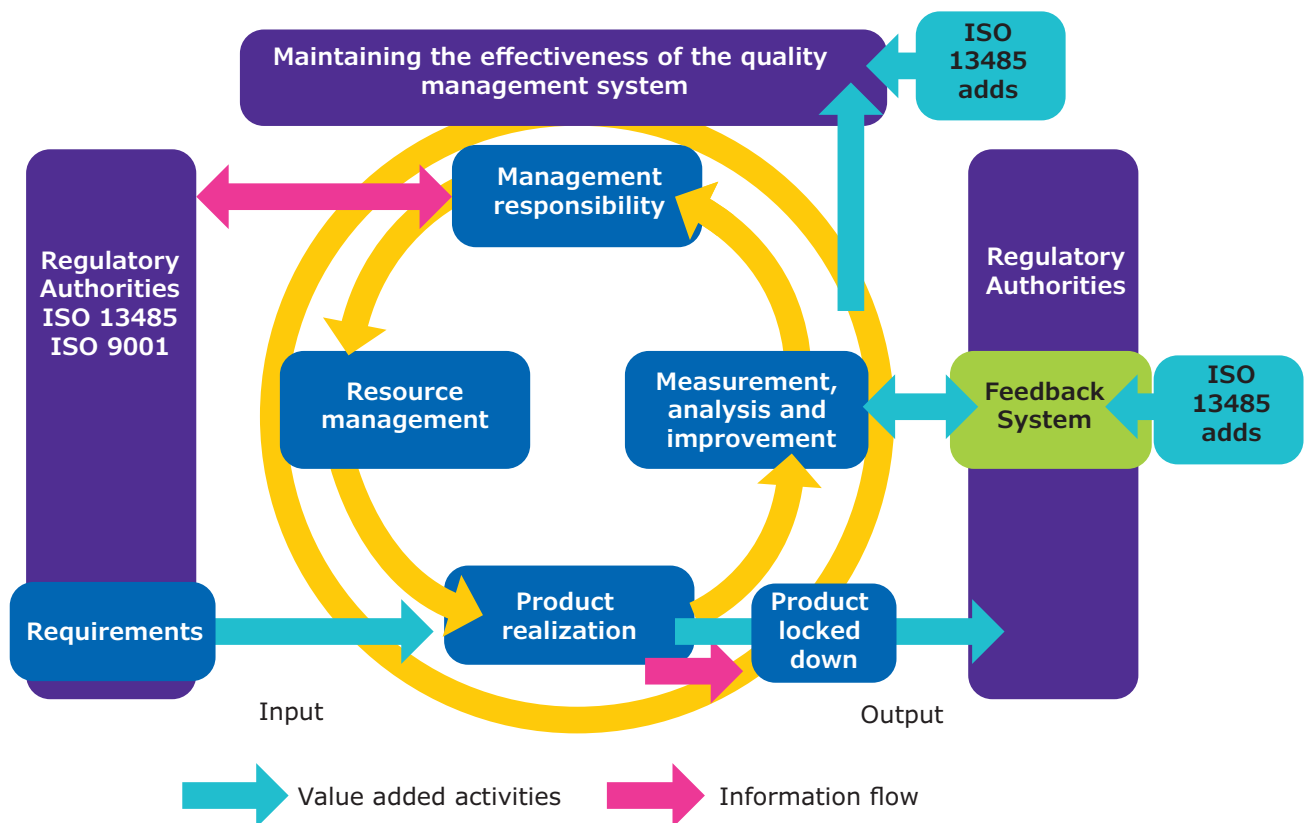 Maintaining the effectiveness of the quality
management system
ISO
13485
adds
Regulatory
Authorities
ISO 13485
ISO 9001
Management
responsibility
Regulatory
Authorities
Resource
management
Measurement,
analysis and
improvement
Feedback
System
ISO
13485
adds
Requirements
Product
realization
Product
locked
down
Input
Output
Value added activities
Information flow